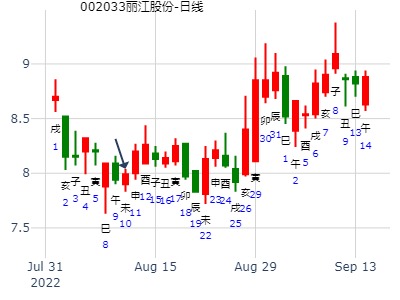 002033丽江股份-日线
9
8.5
8
7.5
戌
1
亥
2
子
3
丑
4
寅
5
巳
8
午
9
未
10
申
11
酉
12
子
15
丑
16
寅
17
卯
18
辰
19
未
22
申
23
酉
24
戌
25
亥
26
寅
29
卯
30
辰
31
巳
1
午
2
酉
5
戌
6
亥
7
子
8
丑
9
巳
13
午
14
Jul 31
2022
Aug 15
Aug 29
Sep 13